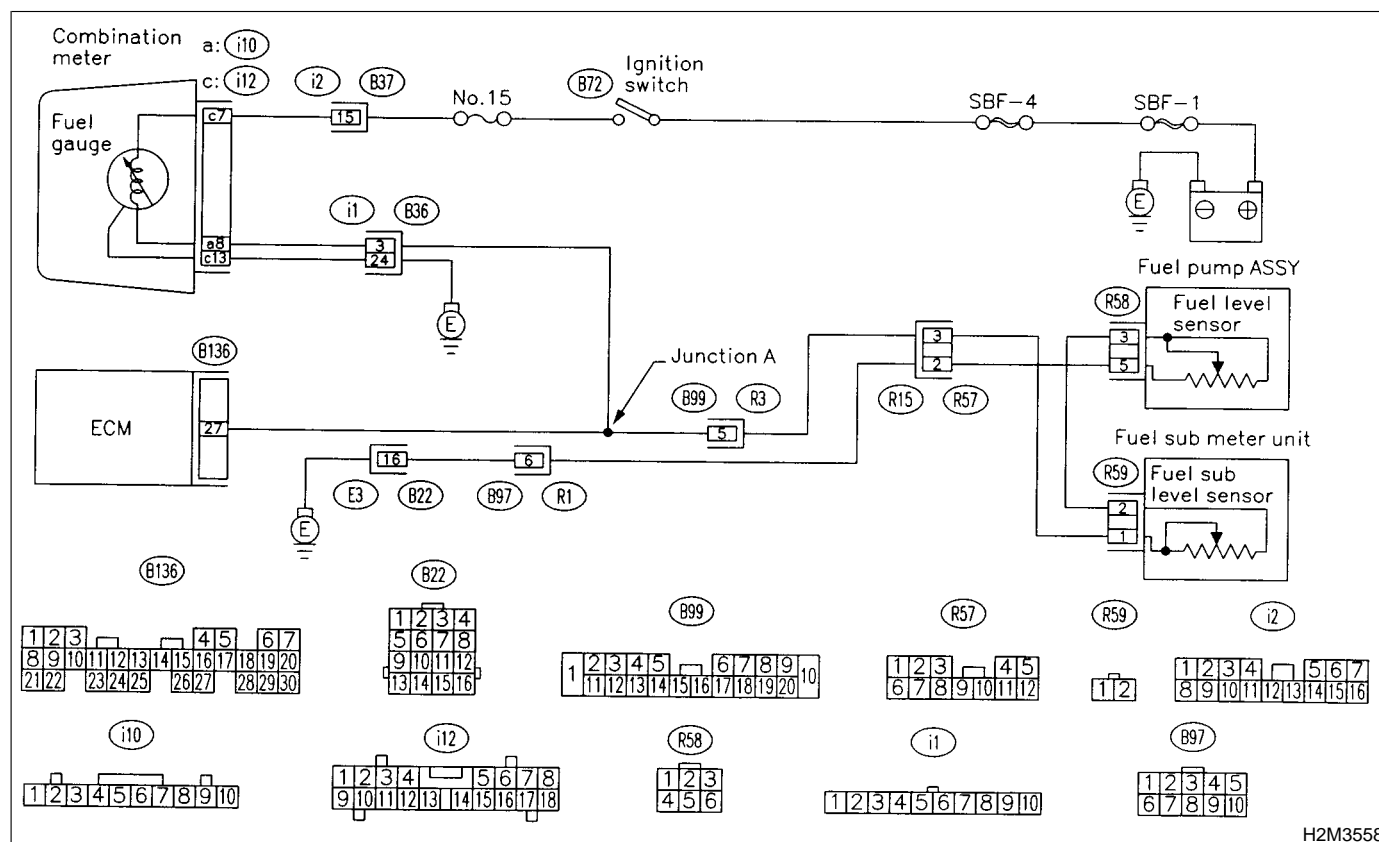 Combination meter
a: i10
c: i12
i2
B37
No.15
B72
Ignition switch
SBF-4
SBF-1
Fuel gauge
c7
15
E
i1
B36
a8
3
c13
24
E
Fuel pump ASSY
R58
Fuel level sensor
3
5
B136
ECM
27
Junction A
B99
R3
5
3
2
R15
R57
Fuel sub meter unit
R59
Fuel sub level sensor
2
1
16
6
E3
B22
B97
R1
E
B136
1 2 3 4 5 6 7
8 9 10 11 12 13 14 15 16 17 18 19 20
21 22 23 24 25 26 27 28 29 30
B22
1 2 3 4
5 6 7 8
9 10 11 12
13 14 15 16
B99
1 2 3 4 5 6 7 8 9 10
11 12 13 14 15 16 17 18 19 20
R57
1 2 3 4 5
6 7 8 9 10 11 12
R59
1 2
i2
1 2 3 4 5 6 7
8 9 10 11 12 13 14 15 16
i10
1 2 3 4 5 6 7 8 9 10
i12
1 2 3 4 5 6 7 8
9 10 11 12 13 14 15 16 17 18
R58
1 2 3
4 5 6
i1
1 2 3 4 5 6 7 8 9 10
B97
1 2 3 4 5
6 7 8 9 10
H2M3558